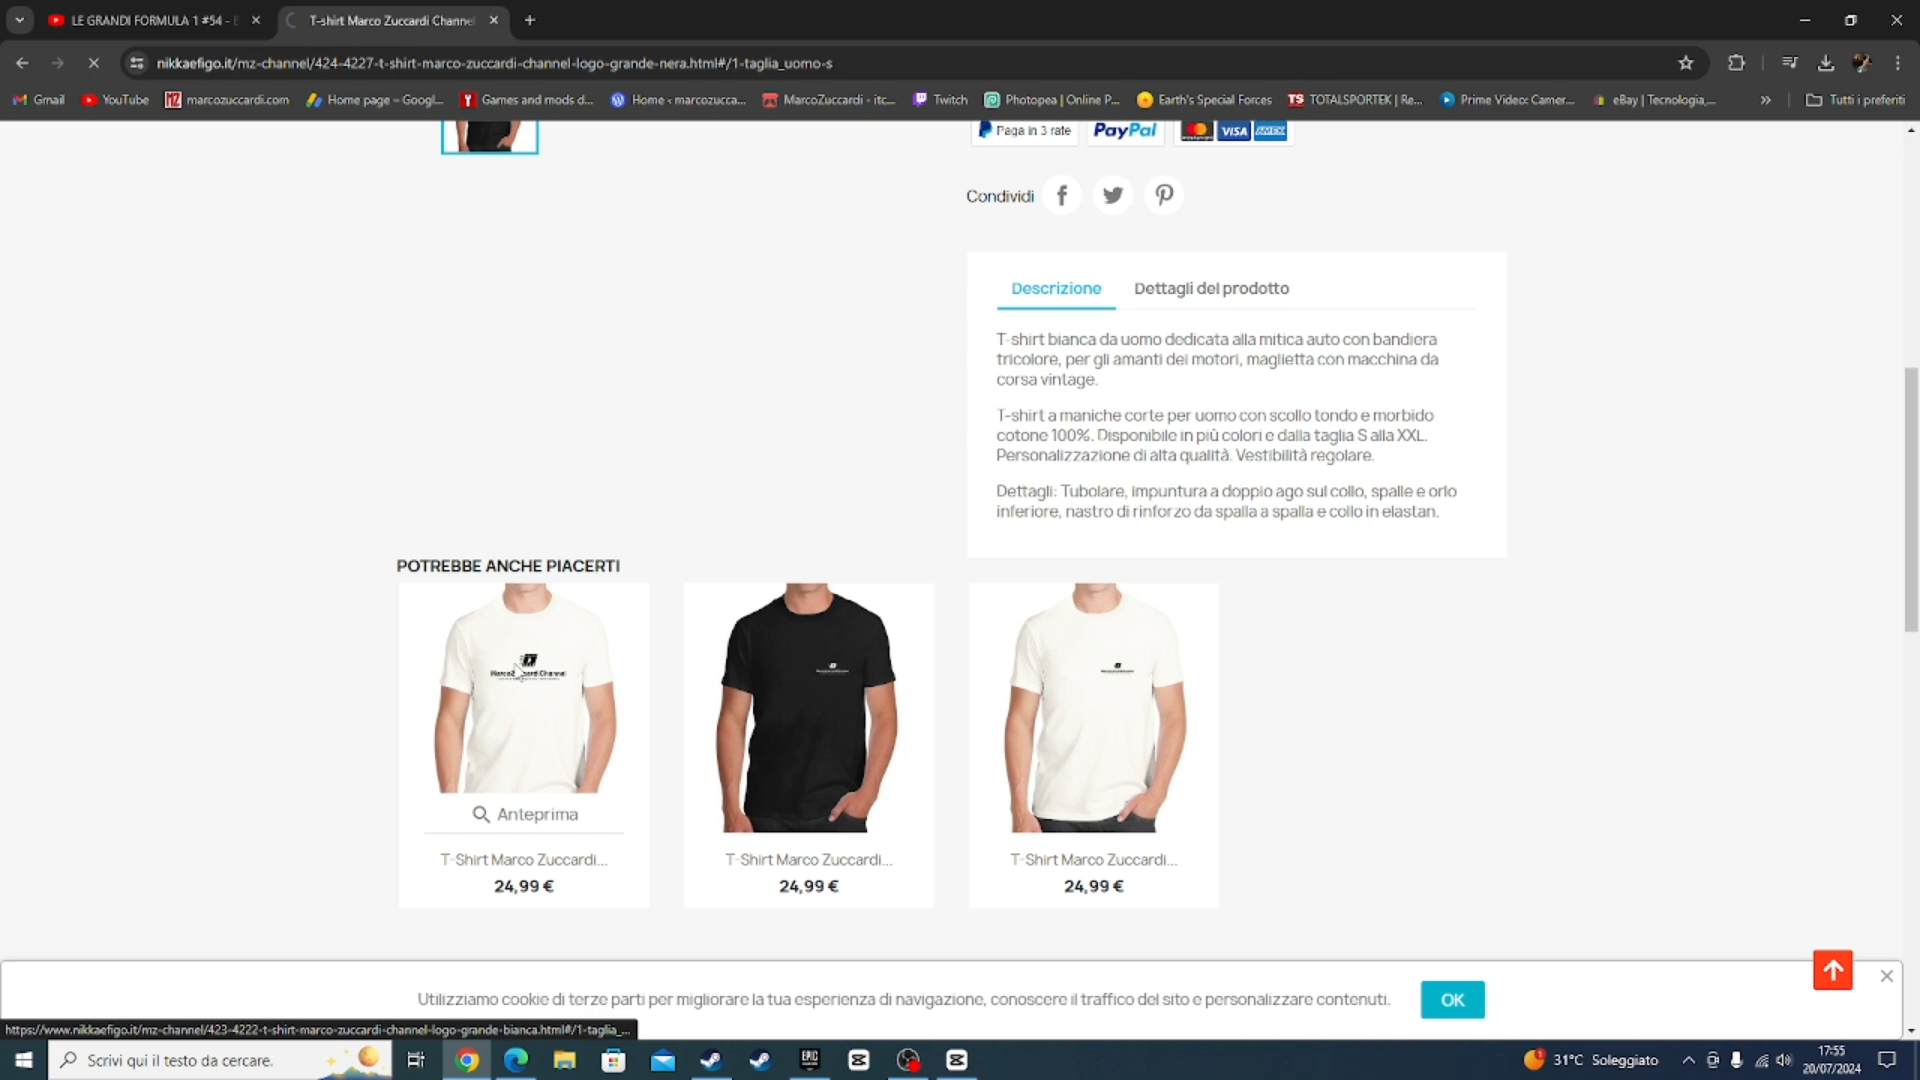 LE GRANDI FORMULA 1 #54 -
T-shirt Marco Zuccardi Channel
nikkaefigo.it/mz-channel/424-4227-t-shirt-marco-zuccardi-channel-logo-grande-nera.html#/1-taglia_uomo-s
Gmail
YouTube
marcozuccardi.com
Home page – Googl...
Games and mods d...
Home ‹ marcozucca...
MarcoZuccardi - itc...
Twitch
Photopea | Online P...
Earth's Special Forces
TOTALSPORTEK | Re...
Prime Video: Camer...
eBay | Tecnologia,...
Tutti i preferiti
Paga in 3 rate
PayPal
VISA
AMEX
Condividi
Descrizione
Dettagli del prodotto
T-shirt bianca da uomo dedicata alla mitica auto con bandiera
tricolore, per gli amanti dei motori, maglietta con macchina da
corsa vintage.
T-shirt a maniche corte per uomo con scollo tondo e morbido
cotone 100%. Disponibile in più colori e dalla taglia S alla XXL.
Personalizzazione di alta qualità. Vestibilità regolare.
Dettagli: Tubolare, impuntura a doppio ago sul collo, spalle e orlo
inferiore, nastro di rinforzo da spalla a spalla e collo in elastan.
POTREBBE ANCHE PIACERTI
Anteprima
T-Shirt Marco Zuccardi...
24,99 €
T-Shirt Marco Zuccardi...
24,99 €
T-Shirt Marco Zuccardi...
24,99 €
Utilizziamo cookie di terze parti per migliorare la tua esperienza di navigazione, conoscere il traffico del sito e personalizzare contenuti.
OK
https://www.nikkaefigo.it/mz-channel/423-4222-t-shirt-marco-zuccardi-channel-logo-grande-bianca.html#/1-taglia_...
Scrivi qui il testo da cercare.
EPIC
31°C Soleggiato
17:55
20/07/2024